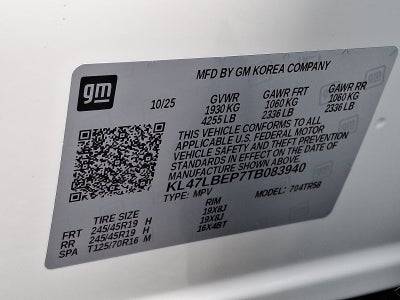 gm
MFD BY GM KOREA COMPANY
10/25
GVWR
1930 KG
4255 LB
GAWR FRT
1060 KG
2336 LB
GAWR RR
1060 KG
2336 LB
THIS VEHICLE CONFORMS TO ALL
APPLICABLE U.S. FEDERAL MOTOR
VEHICLE SAFETY AND THEFT PREVENTION
STANDARDS IN EFFECT ON THE DATE OF
MANUFACTURE SHOWN ABOVE.
KL47LBEP7TB083940
TYPE: MPV
MODEL: 704TR58
TIRE SIZE
RIM
FRT 245/45R19 H 19X8J
RR 245/45R19 H 19X8J
SPA T125/70R16 M 16X4BT